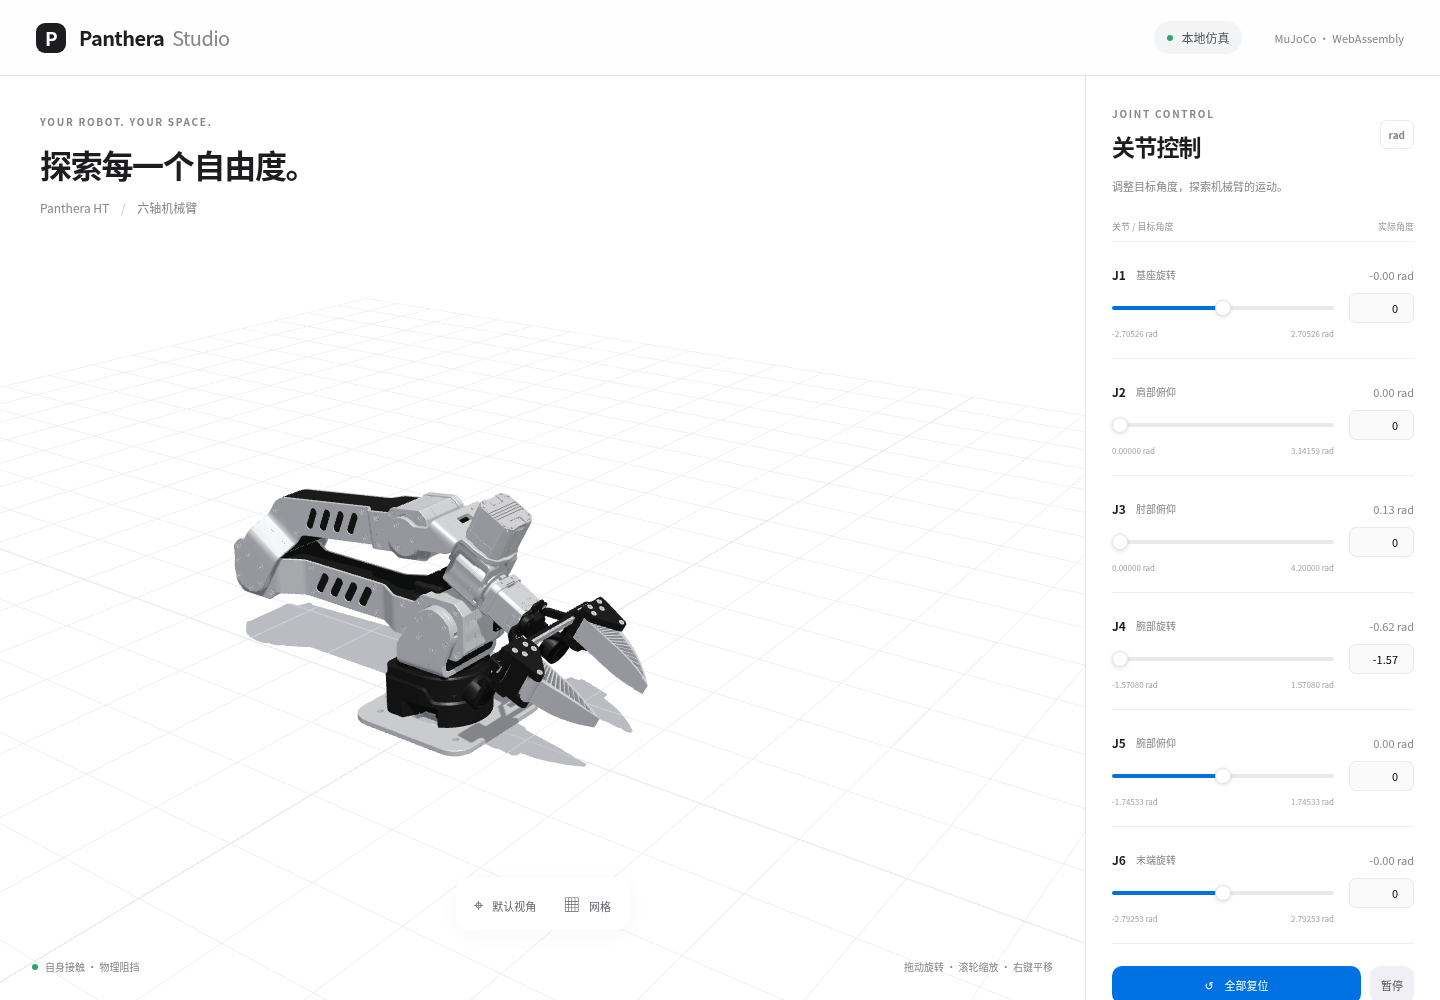 P Panthera Studio
本地仿真
MuJoCo · WebAssembly
YOUR ROBOT. YOUR SPACE.
探索每一个自由度。
Panthera HT / 六轴机械臂
默认视角
网格
自身接触 · 物理阻挡
拖动旋转 · 滚轮缩放 · 右键平移
JOINT CONTROL
关节控制
rad
调整目标角度，探索机械臂的运动。
关节 / 目标角度 实际角度
J1 基座旋转 -0.00 rad
0
-2.70526 rad 2.70526 rad
J2 肩部俯仰 0.00 rad
0
0.00000 rad 3.14159 rad
J3 肘部俯仰 0.13 rad
0
0.00000 rad 4.20000 rad
J4 腕部旋转 -0.62 rad
-1.57
-1.57080 rad 1.57080 rad
J5 腕部俯仰 0.00 rad
0
-1.74533 rad 1.74533 rad
J6 末端旋转 -0.00 rad
0
-2.79253 rad 2.79253 rad
↺ 全部复位
暂停